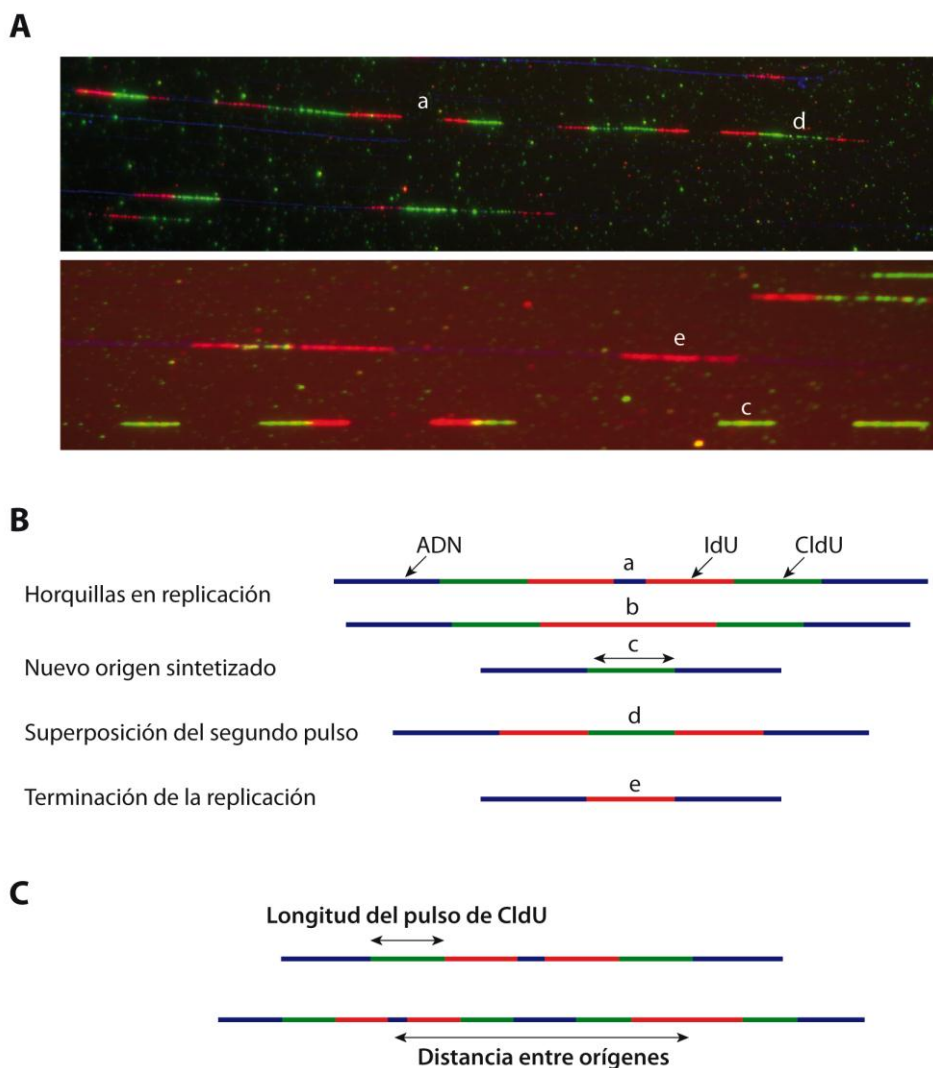 A
a
d
e
c
B
ADN
a
IdU
CldU
Horquillas en replicación
b
c
Nuevo origen sintetizado
d
Superposición del segundo pulso
e
Terminación de la replicación
C
Longitud del pulso de CldU
Distancia entre orígenes